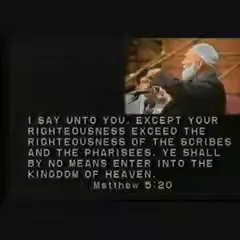 I SAY UNTO YOU. EXCEPT YOUR
RIGHTEOUSNESS EXCEED THE
RIGHTEOUSNESS OF THE SCRIBES
AND THE PHARISEES. YE SHALL
BY NO MEANS ENTER INTO THE
KINGDOM OF HEAVEN.
Matthew 5:20